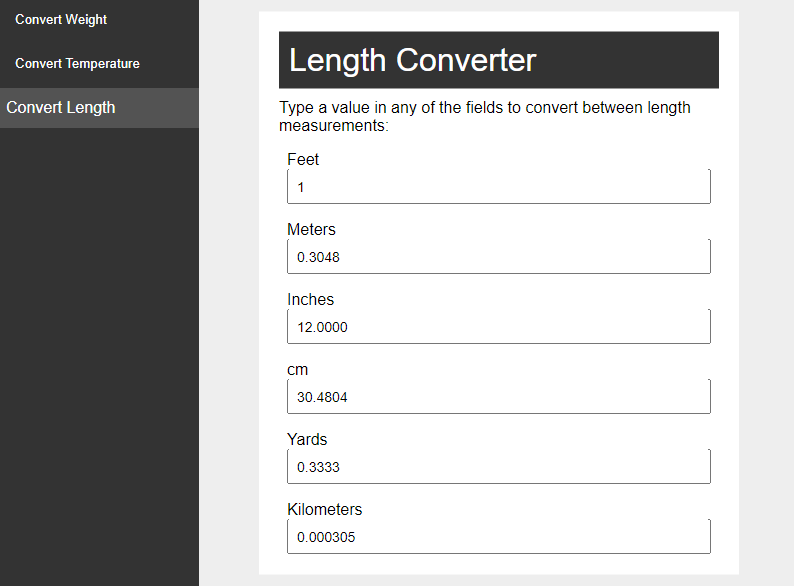 Convert Weight
Convert Temperature
Convert Length
Length Converter
Type a value in any of the fields to convert between length
measurements:
Feet
1
Meters
0.3048
Inches
12.0000
cm
30.4804
Yards
0.3333
Kilometers
0.000305